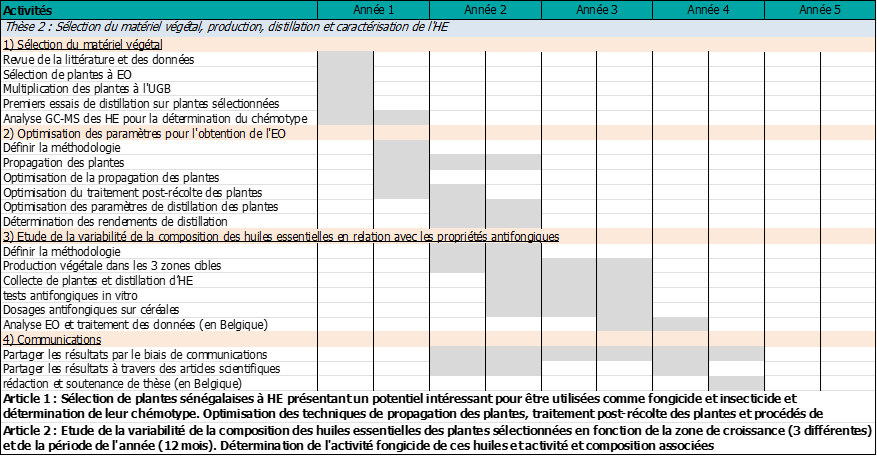 Activités Année 1 Année 2 Année 3 Année 4 Année 5
Thèse 2 : Sélection du matériel végétal, production, distillation et caractérisation de l'HE
1) Sélection du matériel végétal
Revue de la littérature et des données
Sélection de plantes à EO
Multiplication des plantes à l'UGB
Premiers essais de distillation sur plantes sélectionnées
Analyse GC-MS des HE pour la détermination du chémotype
2) Optimisation des paramètres pour l'obtention de l'EO
Définir la méthodologie
Propagation des plantes
Optimisation de la propagation des plantes
Optimisation du traitement post-récolte des plantes
Optimisation des paramètres de distillation des plantes
Détermination des rendements de distillation
3) Etude de la variabilité de la composition des huiles essentielles en relation avec les propriétés antifongiques
Définir la méthodologie
Production végétale dans les 3 zones cibles
Collecte de plantes et distillation d'HE
tests antifongiques in vitro
Dosages antifongiques sur céréales
Analyse EO et traitement des données (en Belgique)
4) Communications
Partager les résultats par le biais de communications
Partager les résultats à travers des articles scientifiques
rédaction et soutenance de thèse (en Belgique)
Article 1 : Sélection de plantes sénégalaises à HE présentant un potentiel intéressant pour être utilisées comme fongicide et insecticide et
détermination de leur chémotype. Optimisation des techniques de propagation des plantes, traitement post-récolte des plantes et procédés de
Article 2 : Etude de la variabilité de la composition des huiles essentielles des plantes sélectionnées en fonction de la zone de croissance (3 différentes)
et de la période de l'année (12 mois). Détermination de l'activité fongicide de ces huiles et activité et composition associées